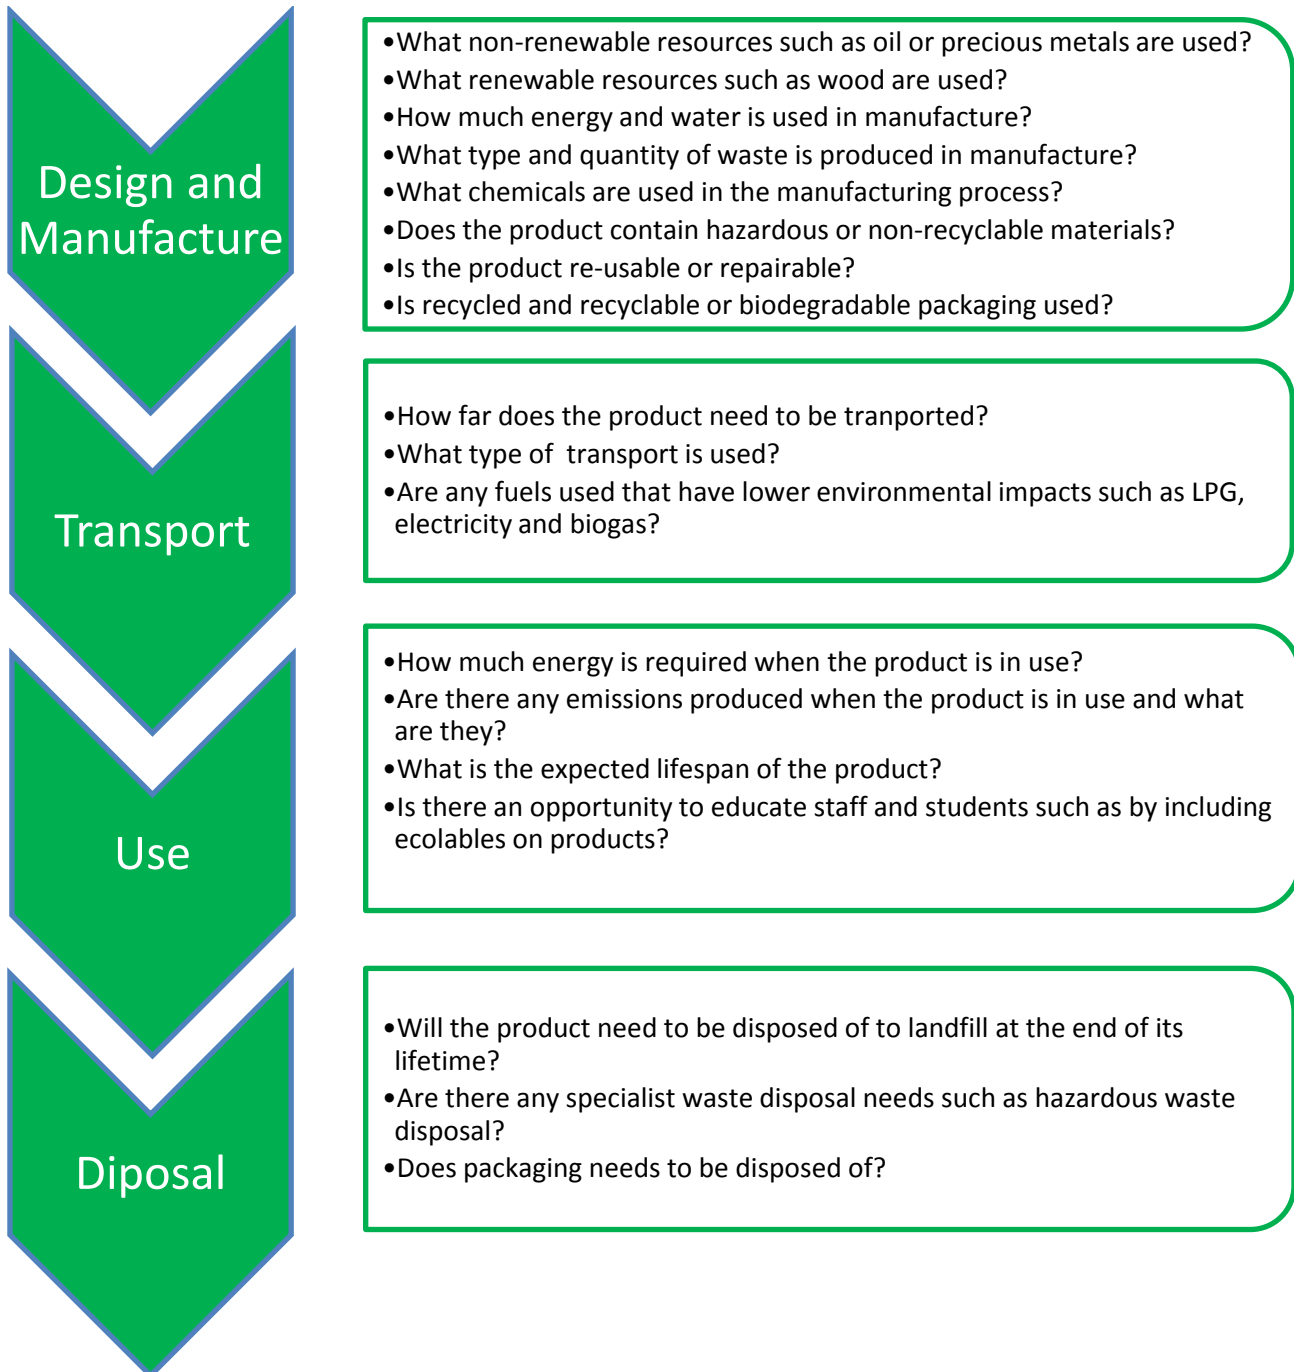 Design and
Manufacture
•What non-renewable resources such as oil or precious metals are used?
•What renewable resources such as wood are used?
•How much energy and water is used in manufacture?
•What type and quantity of waste is produced in manufacture?
•What chemicals are used in the manufacturing process?
•Does the product contain hazardous or non-recyclable materials?
•Is the product re-usable or repairable?
•Is recycled and recyclable or biodegradable packaging used?
Transport
•How far does the product need to be tranported?
•What type of  transport is used?
•Are any fuels used that have lower environmental impacts such as LPG,
electricity and biogas?
Use
•How much energy is required when the product is in use?
•Are there any emissions produced when the product is in use and what
are they?
•What is the expected lifespan of the product?
•Is there an opportunity to educate staff and students such as by including
ecolables on products?
Diposal
•Will the product need to be disposed of to landfill at the end of its
lifetime?
•Are there any specialist waste disposal needs such as hazardous waste
disposal?
•Does packaging needs to be disposed of?